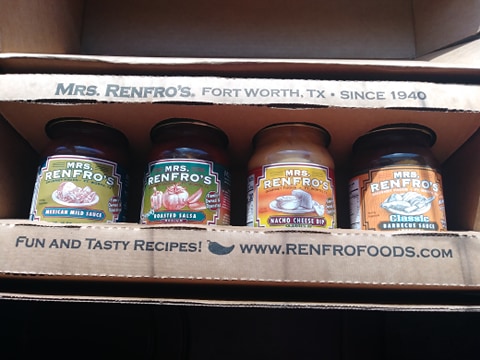 MRS. RENFRO'S® FORT WORTH, TX • SINCE 1940
MRS.
RENFRO'S
MEXICAN MILD SAUCE
MRS.
RENFRO'S
ROASTED SALSA
MRS.
RENFRO'S
NACHO CHEESE DIP
MRS.
RENFRO'S
Classic
BARBECUE SAUCE
FUN AND TASTY RECIPES! WWW.RENFROFOODS.COM